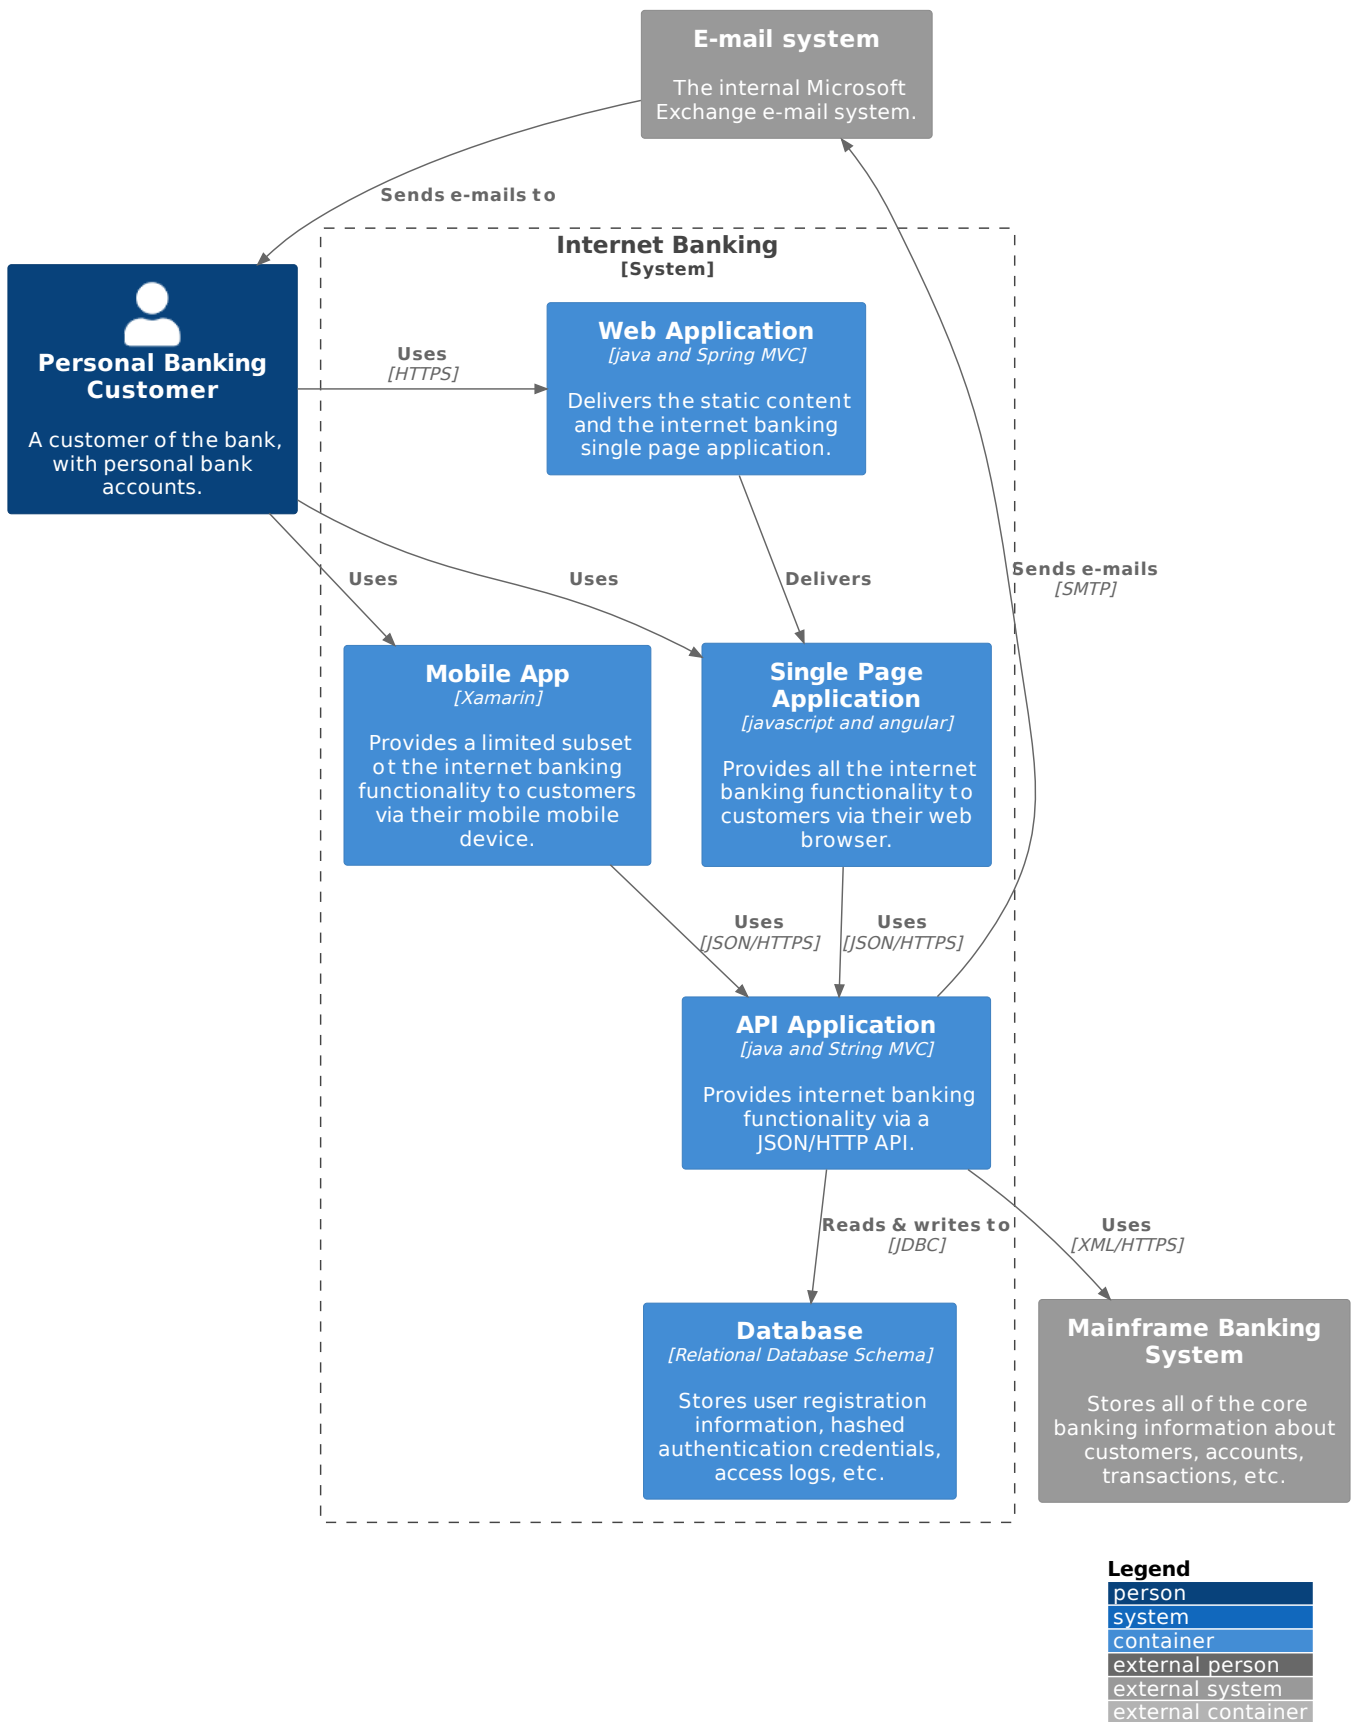 E-mail system
The internal Microsoft
Exchange e-mail system.
Sends e-mails to
Internet Banking
[System]
Personal Banking
Customer
A customer of the bank,
with personal bank
accounts.
Uses
[HTTPS]
Web Application
[java and Spring MVC]
Delivers the static content
and the internet banking
single page application.
Uses
Uses
Delivers
Sends e-mails
[SMTP]
Mobile App
[Xamarin]
Provides a limited subset
ot the internet banking
functionality to customers
via their mobile mobile
device.
Single Page
Application
[javascript and angular]
Provides all the internet
banking functionality to
customers via their web
browser.
Uses
[JSON/HTTPS]
Uses
[JSON/HTTPS]
API Application
[java and String MVC]
Provides internet banking
functionality via a
JSON/HTTP API.
Reads & writes to
[JDBC]
Uses
[XML/HTTPS]
Database
[Relational Database Schema]
Stores user registration
information, hashed
authentication credentials,
access logs, etc.
Mainframe Banking
System
Stores all of the core
banking information about
customers, accounts,
transactions, etc.
Legend
person
system
container
external person
external system
external container